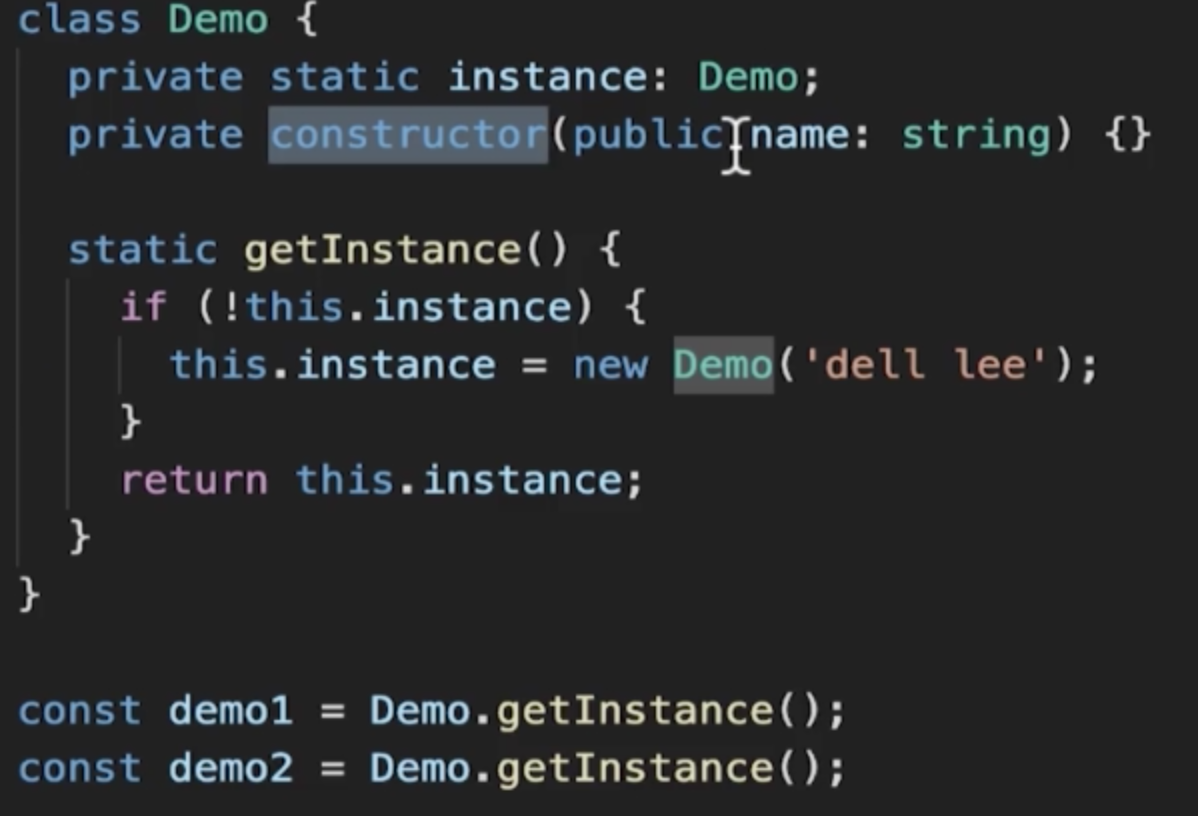 class Demo {
private static instance: Demo;
private constructor(public name: string) {}
static getInstance() {
if (!this.instance) {
this.instance = new Demo('dell lee');
}
return this.instance;
}
}
const demo1 = Demo.getInstance();
const demo2 = Demo.getInstance();